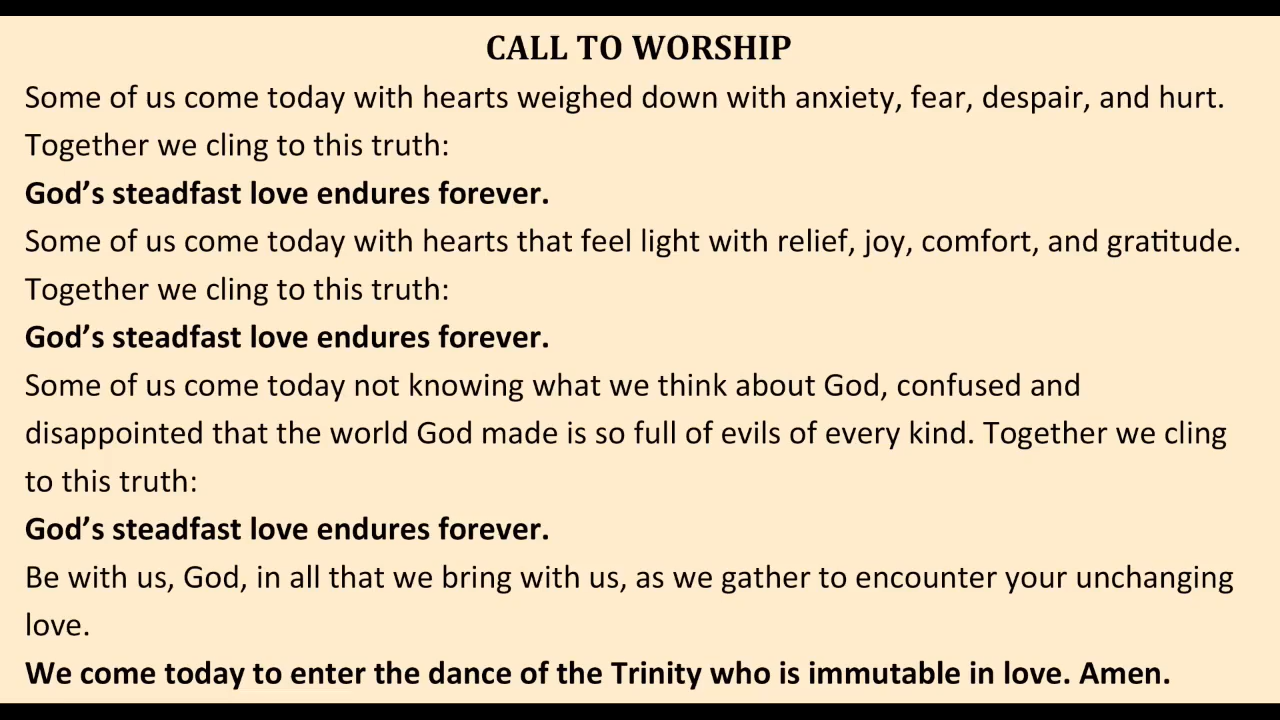 CALL TO WORSHIP
Some of us come today with hearts weighed down with anxiety, fear, despair, and hurt.
Together we cling to this truth:
God’s steadfast love endures forever.
Some of us come today with hearts that feel light with relief, joy, comfort, and gratitude.
Together we cling to this truth:
God’s steadfast love endures forever.
Some of us come today not knowing what we think about God, confused and
disappointed that the world God made is so full of evils of every kind. Together we cling
to this truth:
God’s steadfast love endures forever.
Be with us, God, in all that we bring with us, as we gather to encounter your unchanging
love.
We come today to enter the dance of the Trinity who is immutable in love. Amen.